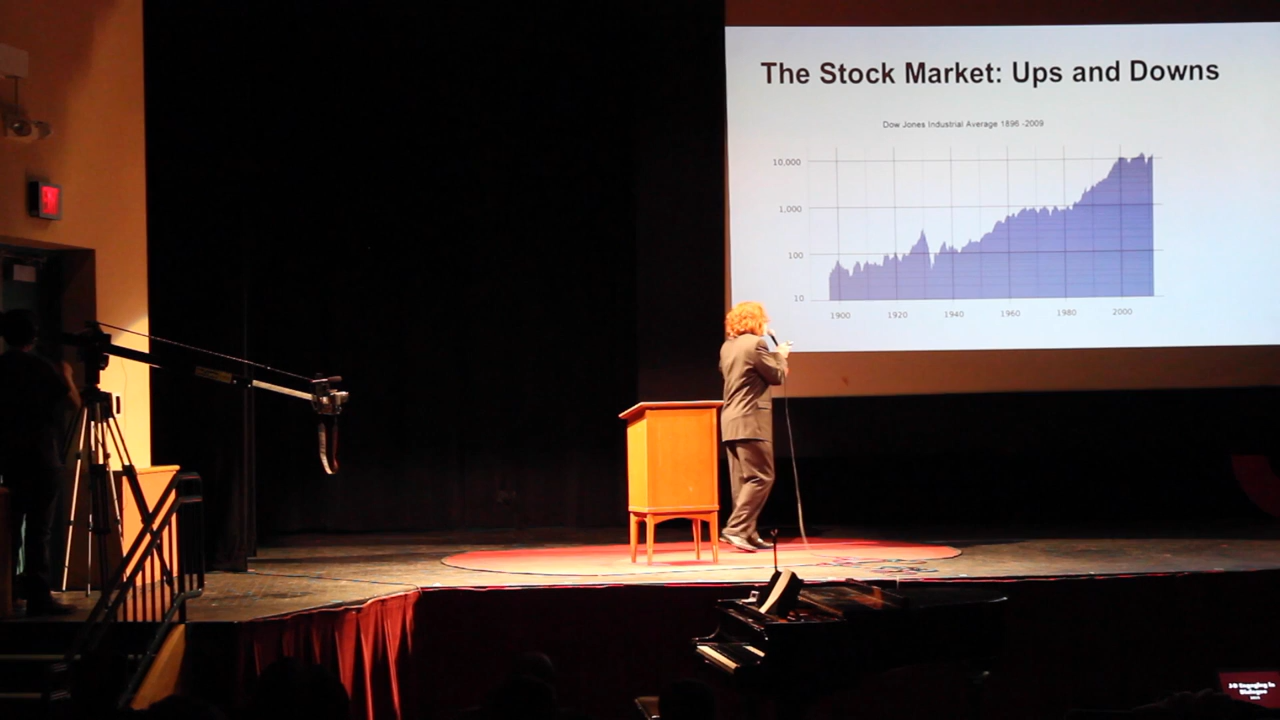 The Stock Market: Ups and Downs
Dow Jones Industrial Average 1896 -2009
10,000
1,000
100
10
1900 1920 1940 1960 1980 2000